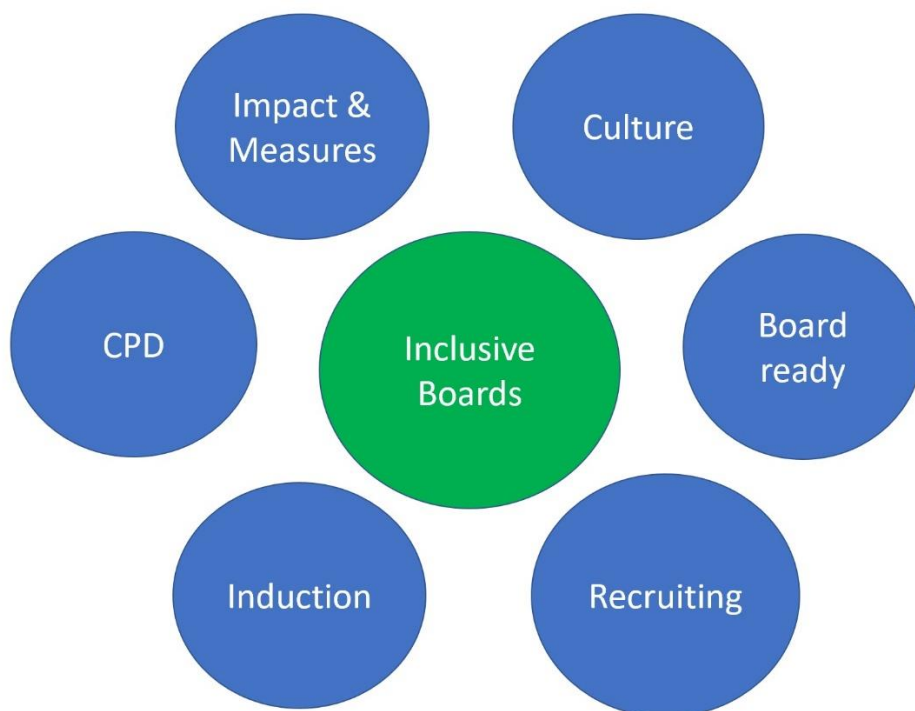 Impact &
Measures
Culture
CPD
Inclusive
Boards
Board
ready
Induction
Recruiting